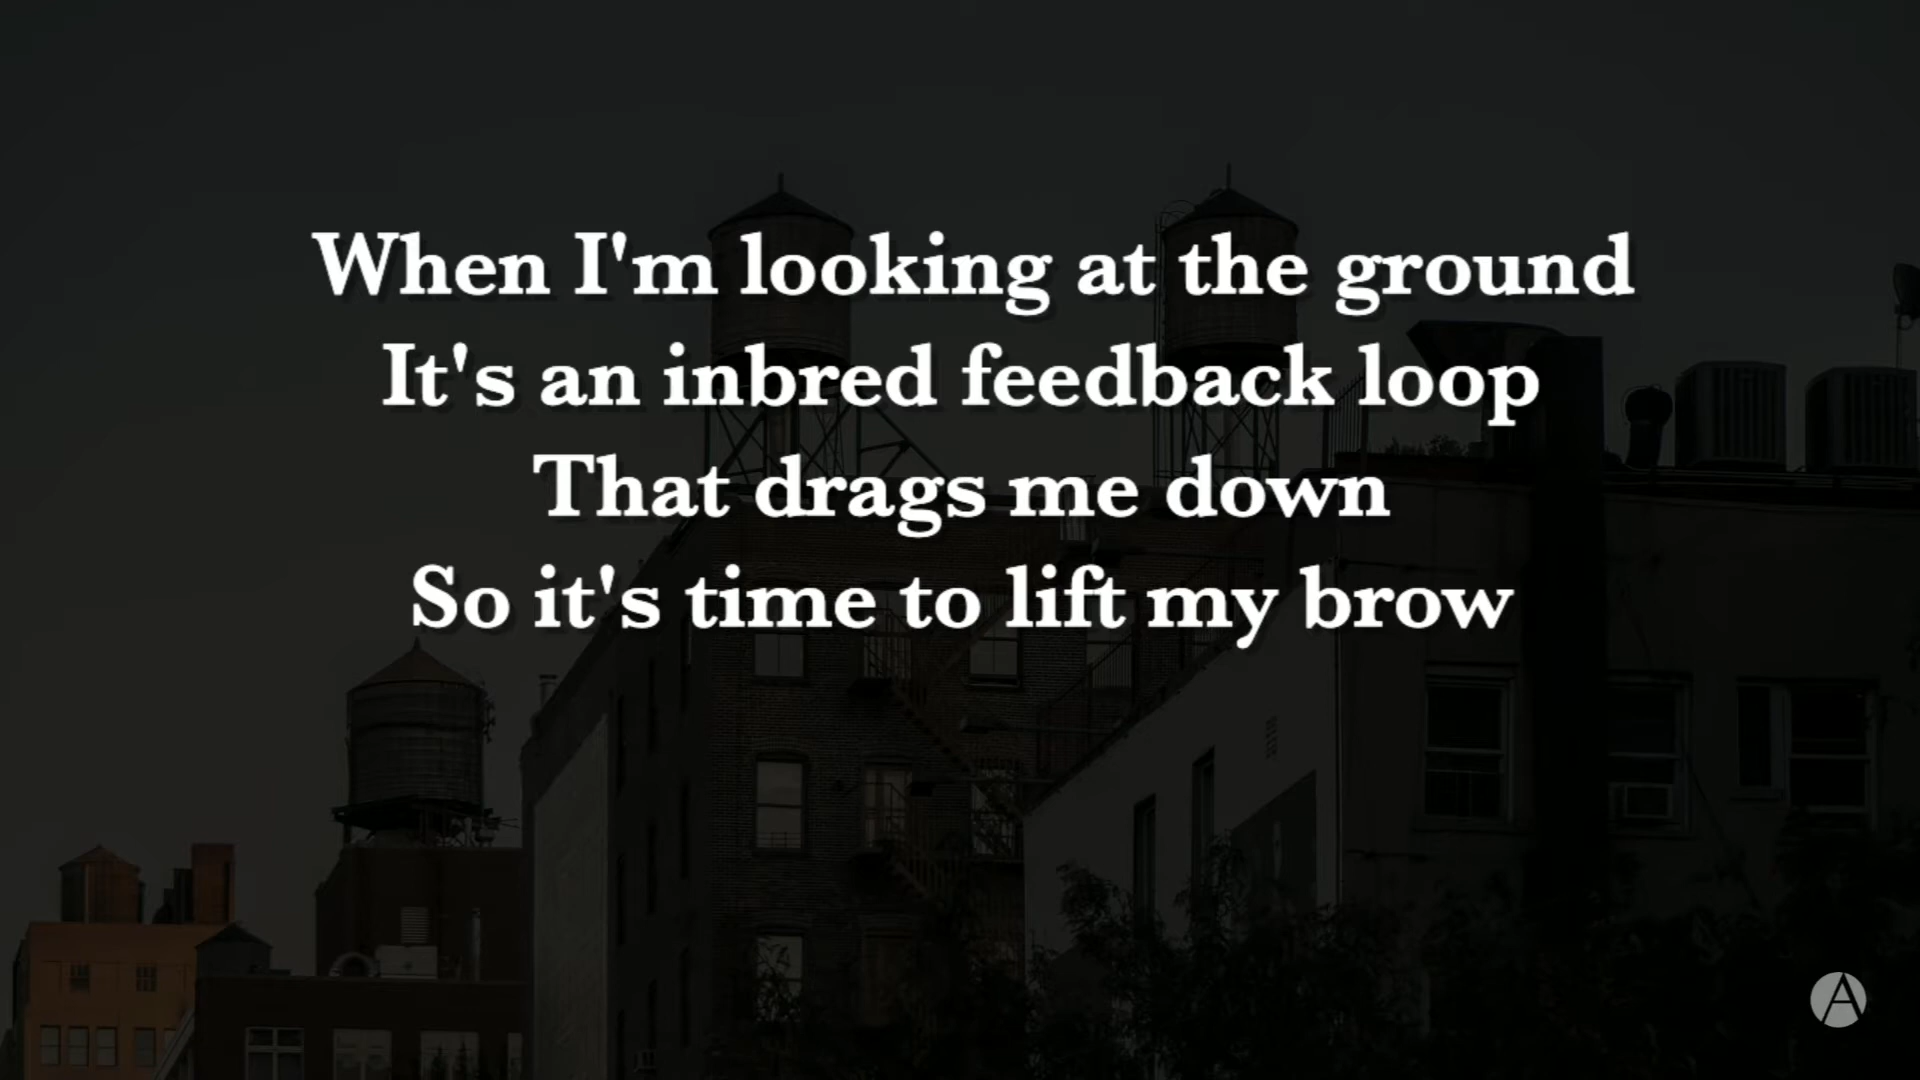 When I'm looking at the ground
It's an inbred feedback loop
That drags me down
So it's time to lift my brow